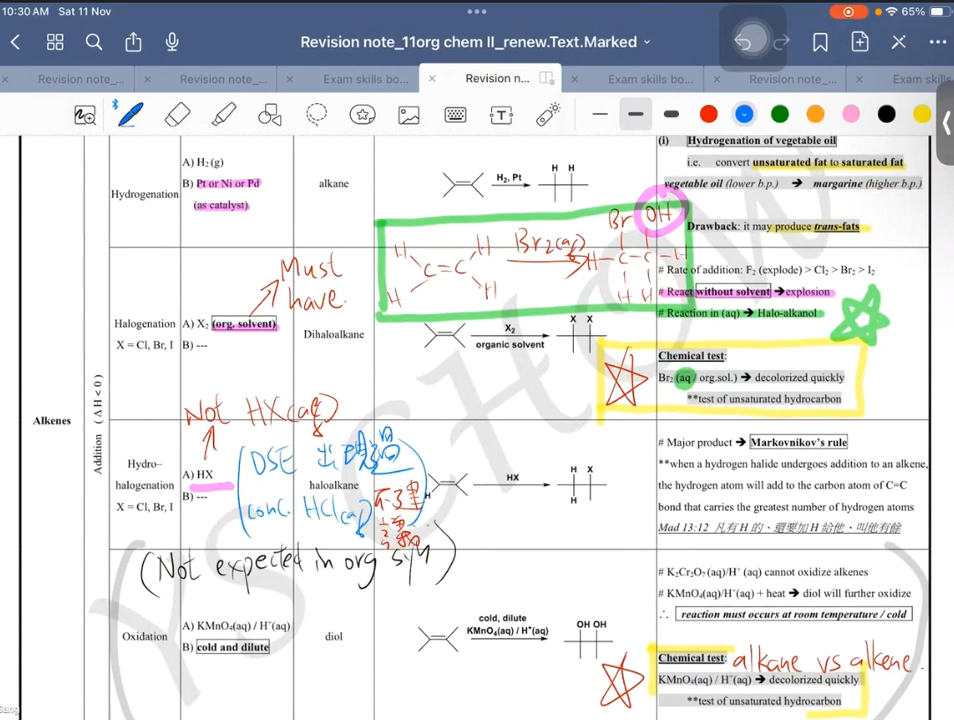 10:30 AM Sat 11 Nov
65%
Revision note_11org chem II_renew.Text.Marked
Revision note_...
Revision note_...
Exam skills bo...
Revision n...
Exam skills bo...
Revision note_...
Exam skills
Alkenes
Addition ( Δ H < 0 )
Hydrogenation
A) H₂ (g)
B) Pt or Ni or Pd
(as catalyst)
alkane
H₂, Pt
H H
(i) Hydrogenation of vegetable oil
i.e. convert unsaturated fat to saturated fat
vegetable oil (lower b.p.) ➔ margarine (higher b.p.)
Drawback: it may produce trans-fats
H H
C=C
H H
Br₂(aq)
Br OH
H-C-C-H
H H
Must
have
Halogenation
X = Cl, Br, I
A) X₂ (org. solvent)
B) ---
Dihaloalkane
X₂
organic solvent
X X
# Rate of addition: F₂ (explode) > Cl₂ > Br₂ > I₂
# React without solvent ➔ explosion
# Reaction in (aq) ➔ Halo-alkanol
Chemical test:
Br₂ (aq / org.sol.) ➔ decolorized quickly
**test of unsaturated hydrocarbon
Not HX(aq)
Hydro–
halogenation
X = Cl, Br, I
A) HX
B) ---
(DSE 出現過
conc. HCl(aq))
不建議
haloalkane
H
HX
H X
H
# Major product ➔ Markovnikov's rule
**when a hydrogen halide undergoes addition to an alkene,
the hydrogen atom will add to the carbon atom of C=C
bond that carries the greatest number of hydrogen atoms
Mad 13:12 凡有 H 的、還要加 H 給他、叫他有餘
(Not expected in org syn)
Oxidation
A) KMnO₄(aq) / H⁺(aq)
B) cold and dilute
diol
cold, dilute
KMnO₄(aq) / H⁺(aq)
OH OH
# K₂Cr₂O₇ (aq)/H⁺ (aq) cannot oxidize alkenes
# KMnO₄(aq)/H⁺(aq) + heat ➔ diol will further oxidize
∴ reaction must occurs at room temperature / cold
Chemical test: alkane vs alkene.
KMnO₄(aq) / H⁺(aq) ➔ decolorized quickly
**test of unsaturated hydrocarbon
YSCHOW